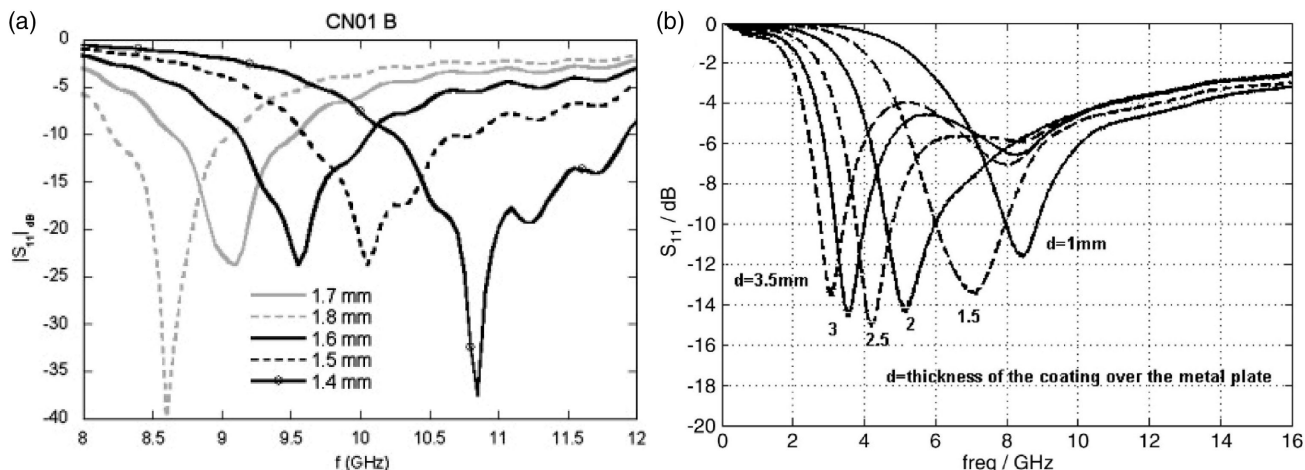 (a)
CN01 B
0
-5
-10
-15
-20
-25
-30
-35
-40
|S11|dB
1.7 mm
1.8 mm
1.6 mm
1.5 mm
1.4 mm
8 8.5 9 9.5 10 10.5 11 11.5 12
f (GHz)
(b)
0
-2
-4
-6
-8
-10
-12
-14
-16
-18
-20
S11 / dB
d=1mm
d=3.5mm
3
2.5
2
1.5
d=thickness of the coating over the metal plate
0 2 4 6 8 10 12 14 16
freq / GHz